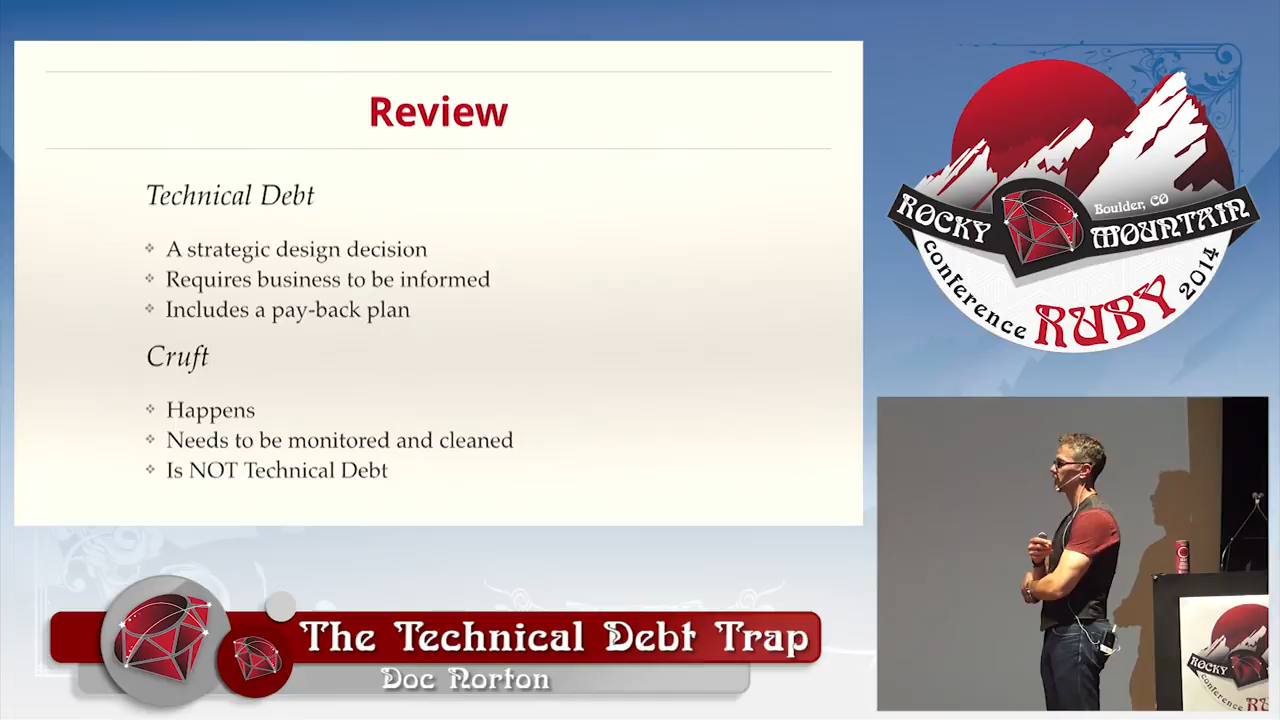 Review
Technical Debt
A strategic design decision
Requires business to be informed
Includes a pay-back plan
Cruft
Happens
Needs to be monitored and cleaned
Is NOT Technical Debt
ROCKY
Boulder, CO
MOUNTAIN
conference
RUBY
2014
The Technical Debt Trap
Doc Norton
ROCKY
conference